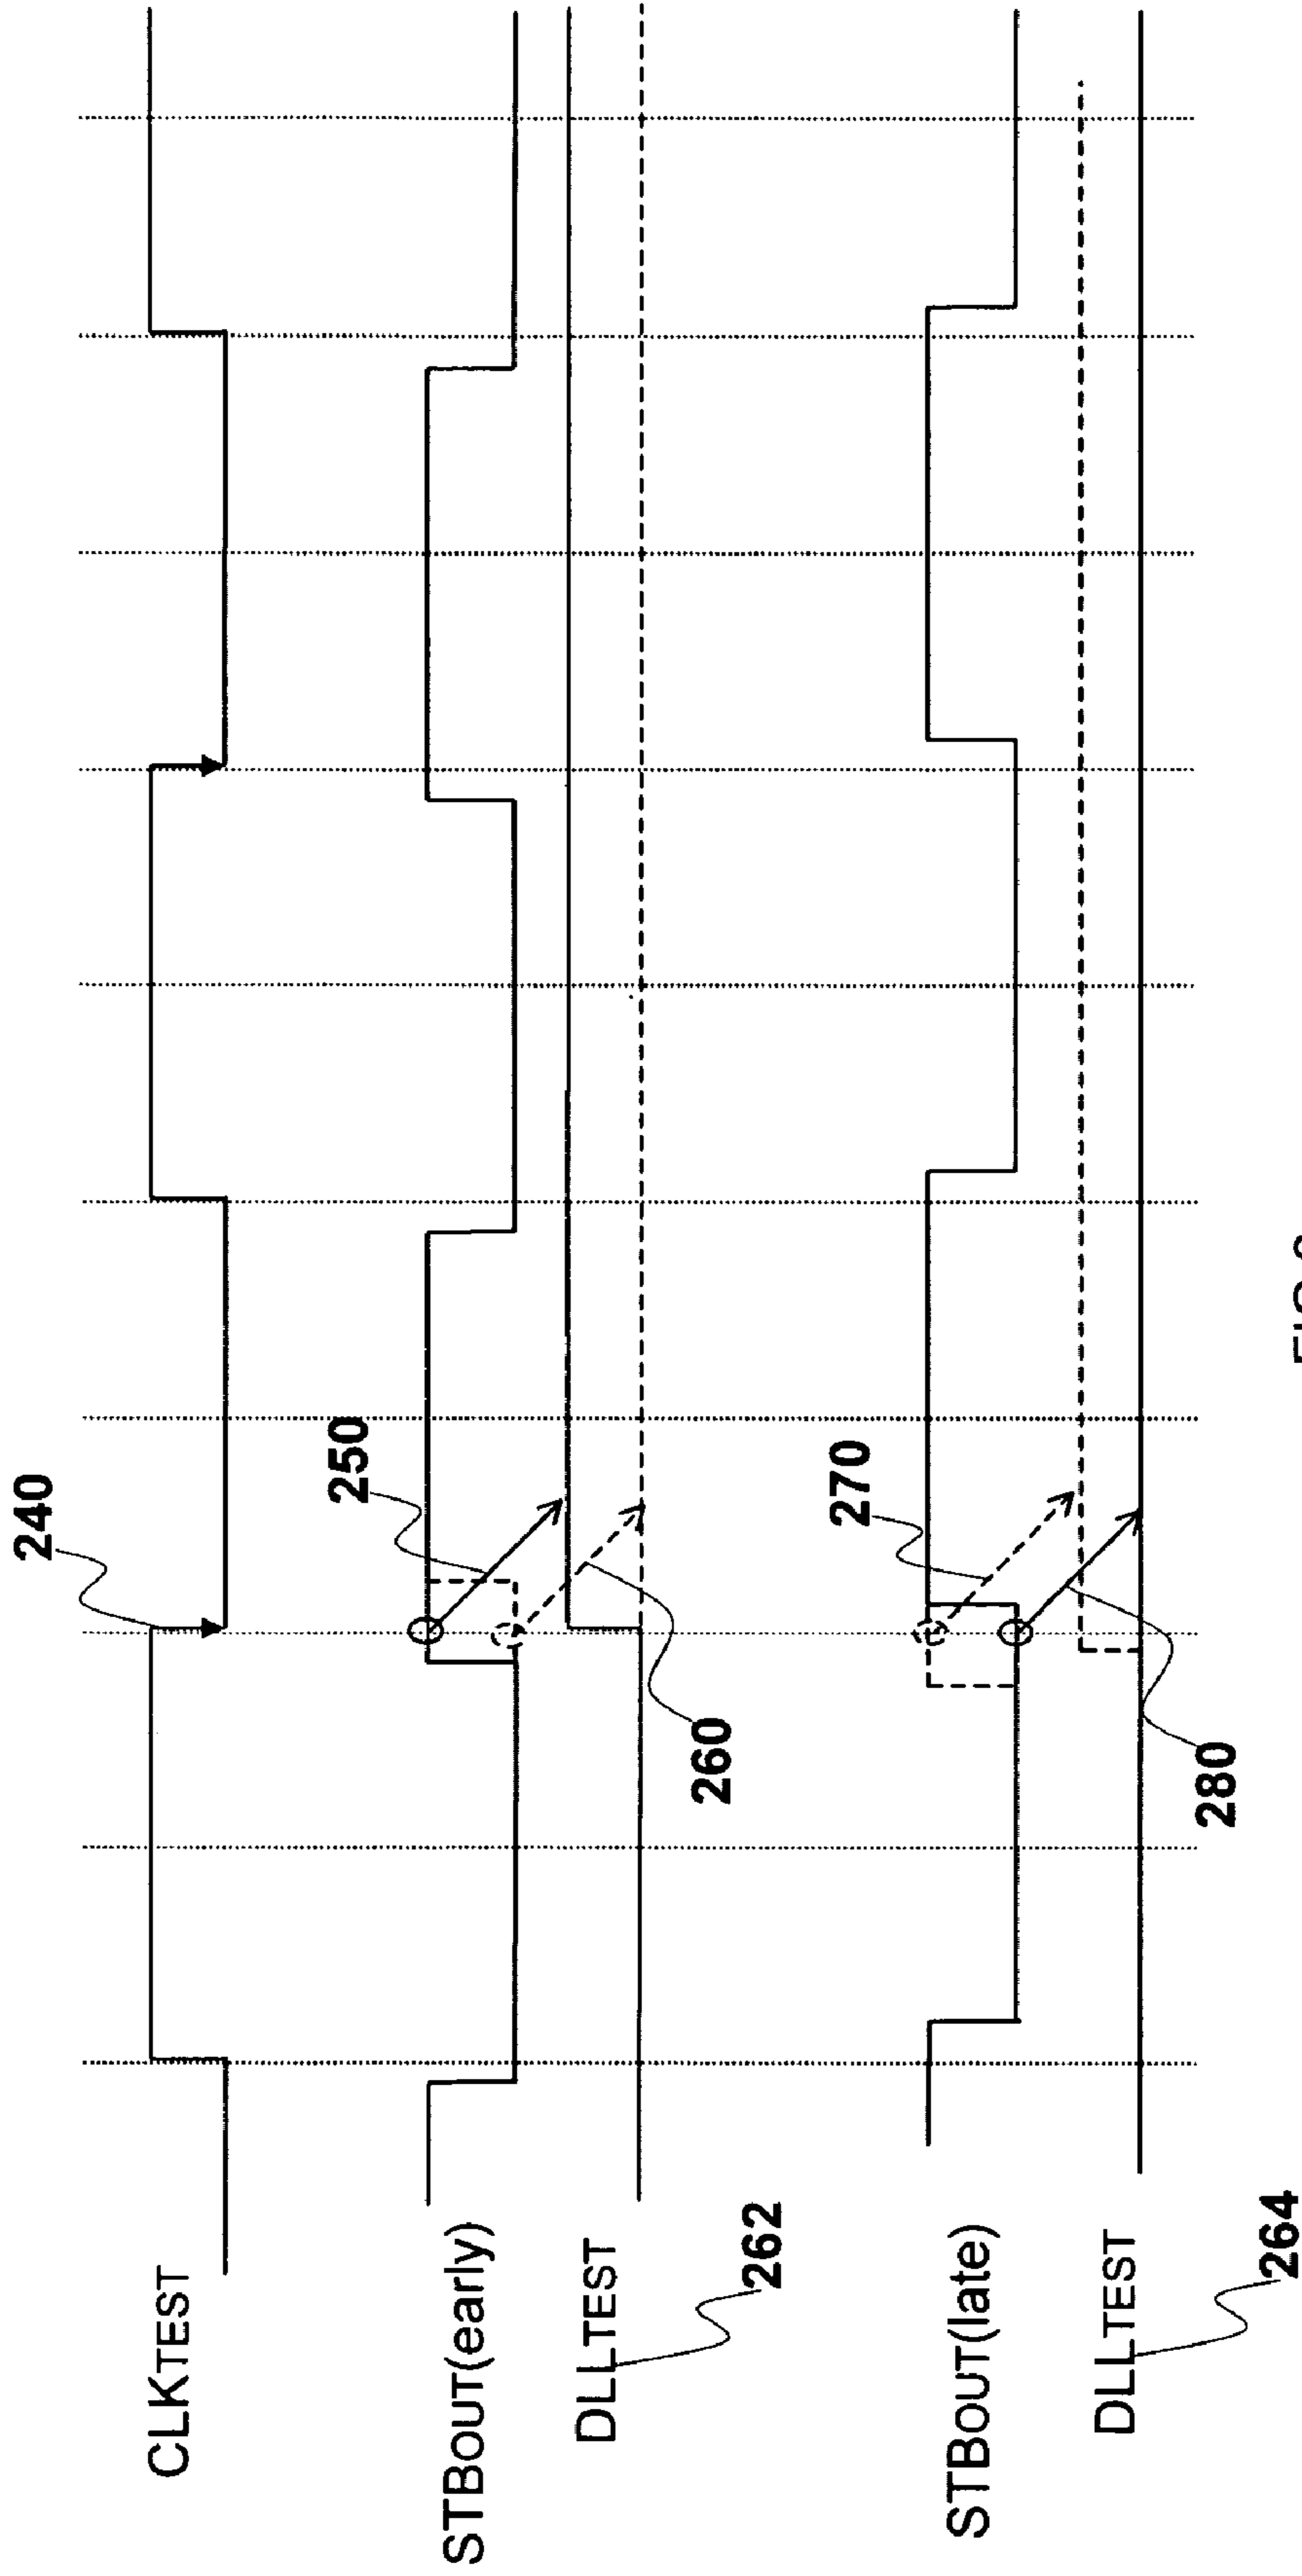 240
CLKTEST
250
STBOUT(early)
260
DLLTEST
262
270
STBOUT(late)
280
DLLTEST
264